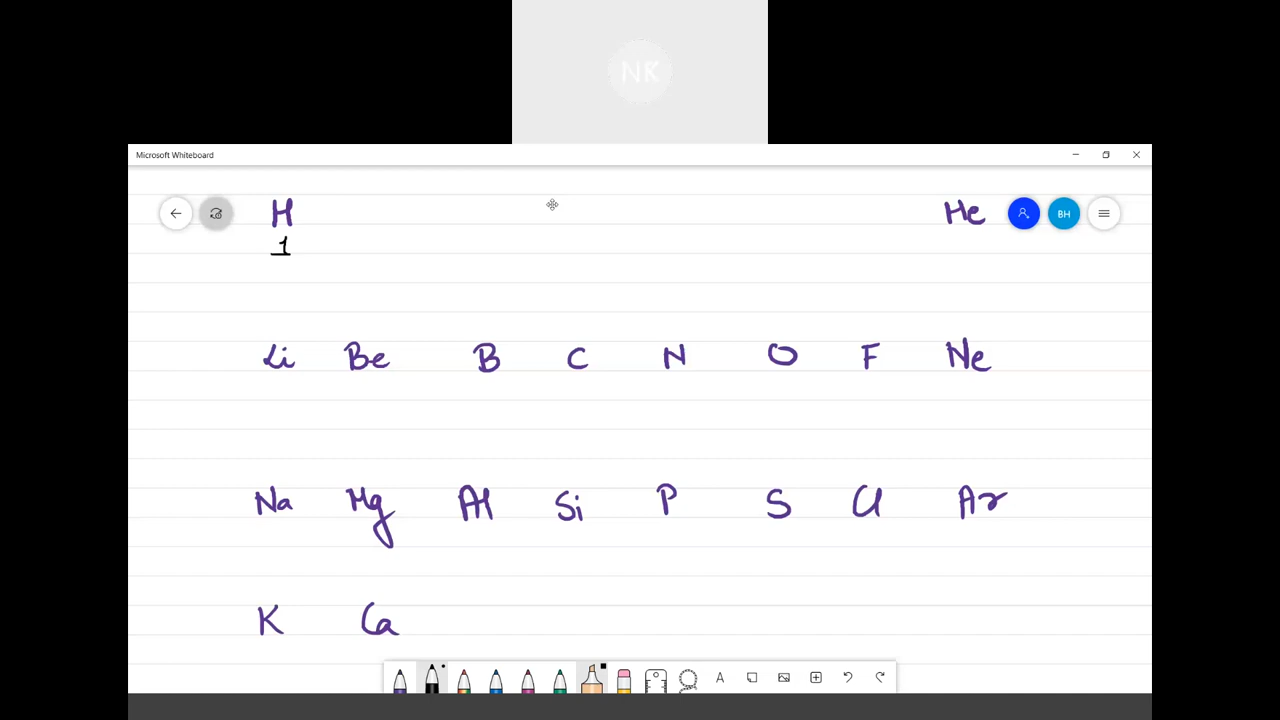 NK
Microsoft Whiteboard
H He BH
1
Li Be B C N O F Ne
Na Mg Al Si P S Cl Ar
K Ca
A